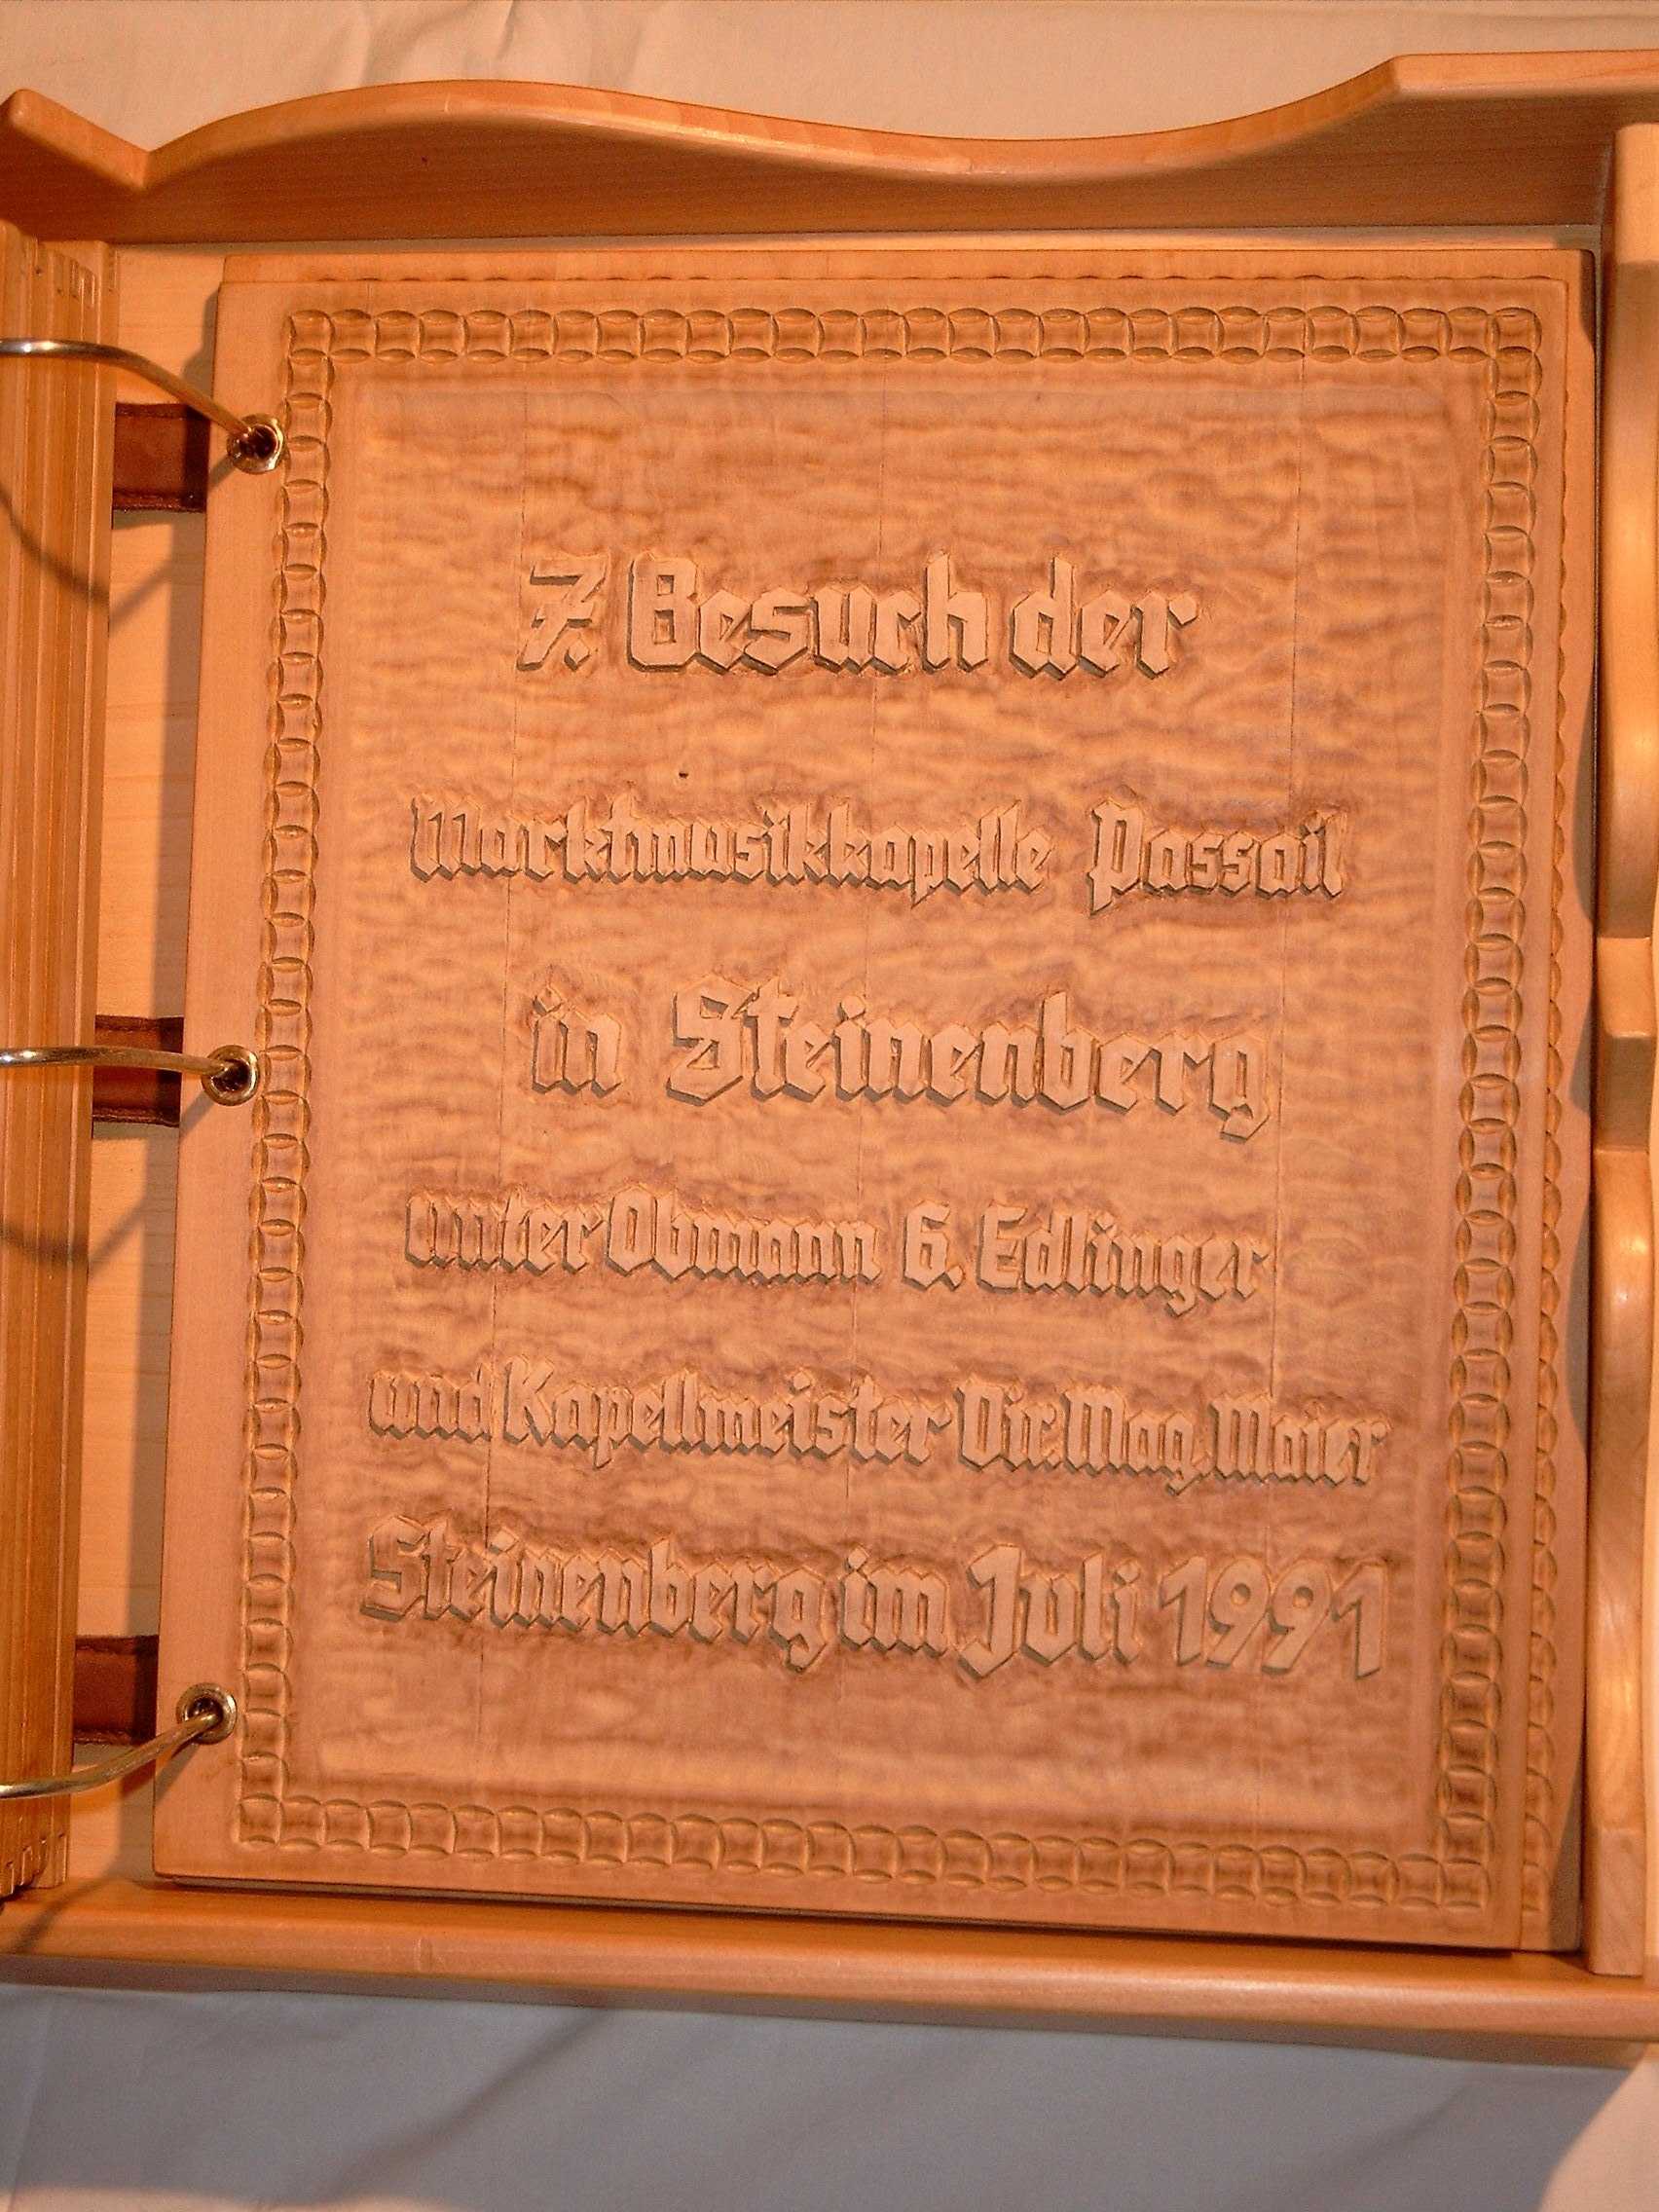 7. Besuch der
Marktmusikkapelle Passail
in Steinenberg
unter Obmann G. Edlinger
und Kapellmeister Dir. Mag. Maier
Steinenberg im Juli 1991